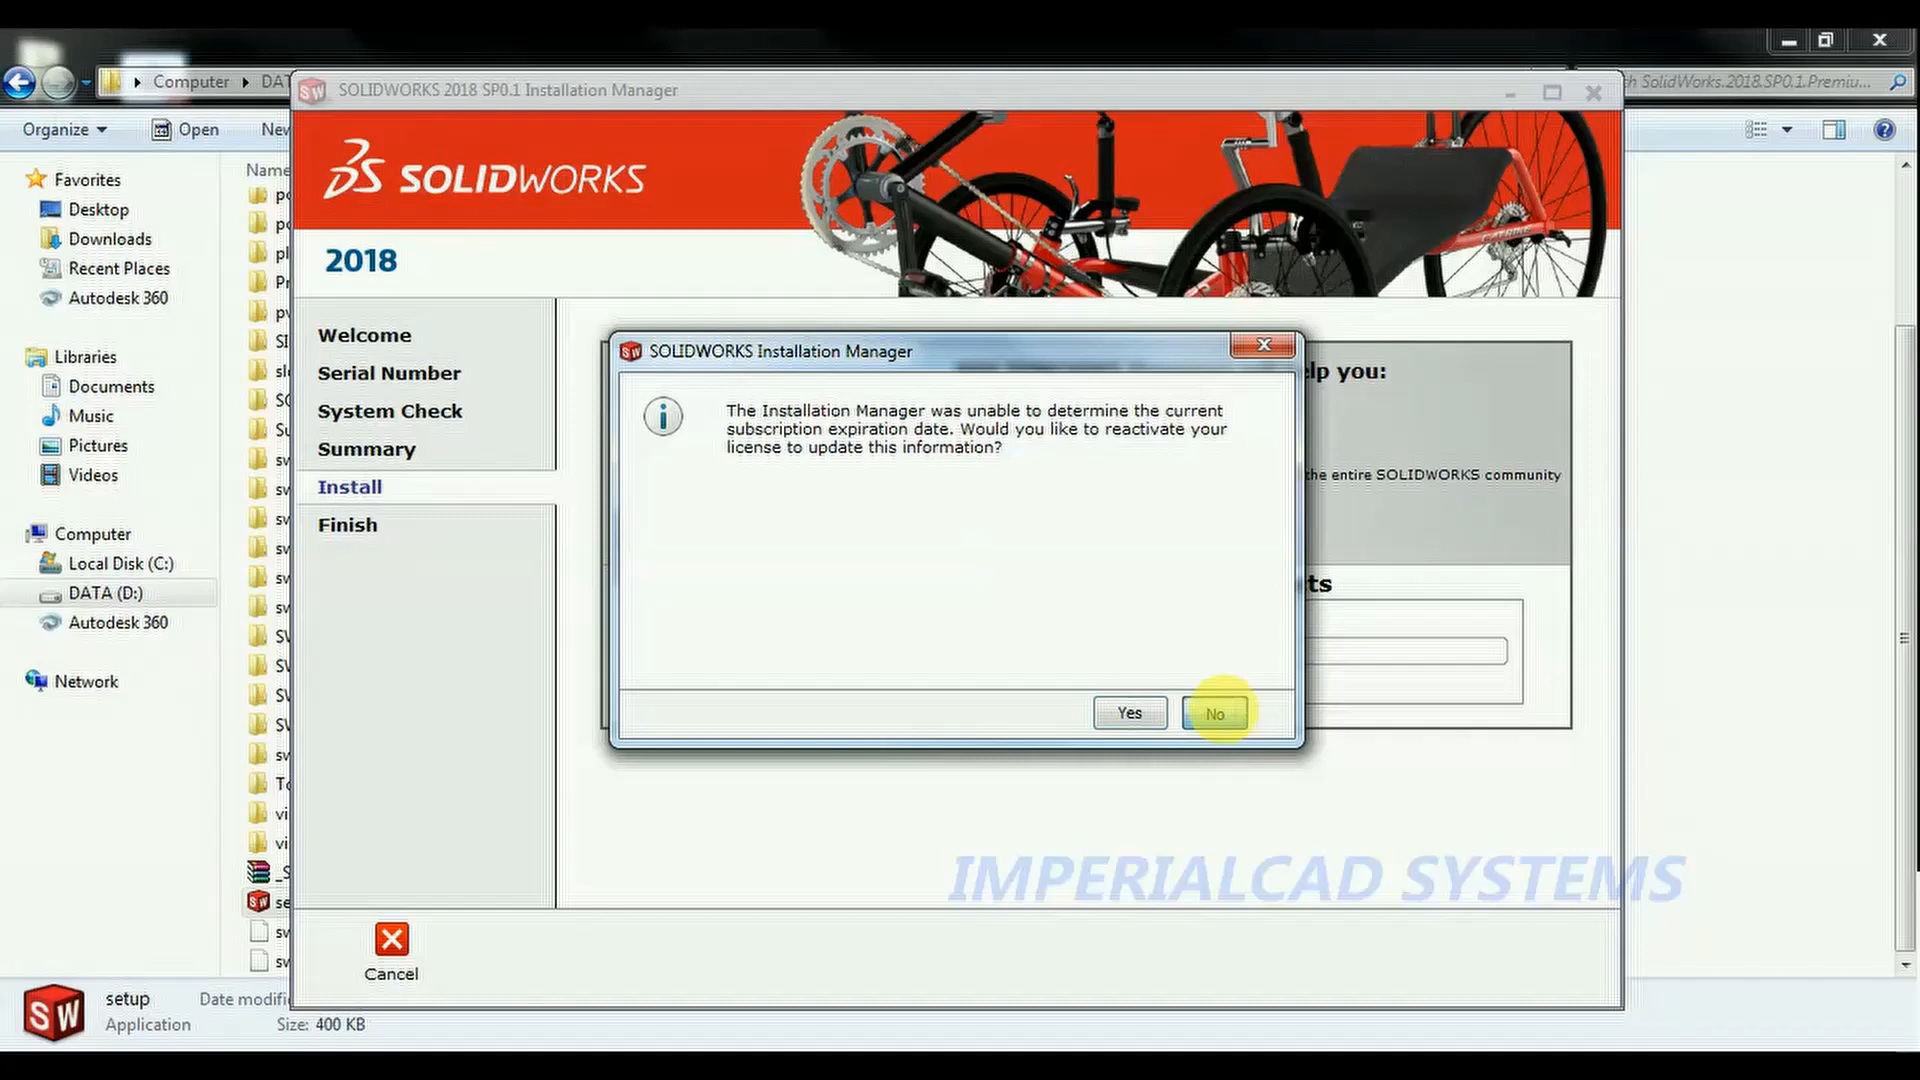 Computer
SOLIDWORKS 2018 SP0.1 Installation Manager
SolidWorks.2018.SP0.1.Premiu...
Organize
Open
SOLIDWORKS
2018
Name
Favorites
Desktop
Downloads
Recent Places
Autodesk 360
Libraries
Documents
Music
Pictures
Videos
Computer
Local Disk (C:)
DATA (D:)
Autodesk 360
Network
Welcome
Serial Number
System Check
Summary
Install
Finish
SOLIDWORKS Installation Manager
The Installation Manager was unable to determine the current
subscription expiration date. Would you like to reactivate your
license to update this information?
Yes
No
you:
the entire SOLIDWORKS community
IMPERIALCAD SYSTEMS
Cancel
setup
Application
Date modifi
Size: 400 KB